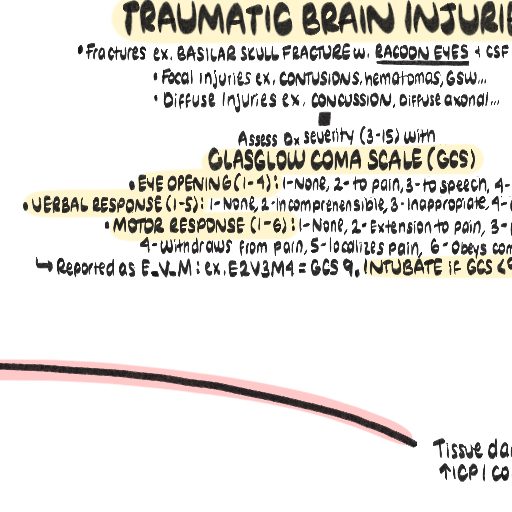 TRAUMATIC BRAIN INJURIE
• Fractures ex. BASILAR SKULL FRACTURE w. RACOON EYES + CSF
• Focal injuries ex. CONTUSIONS, hematomas, GSW...
• Diffuse Injuries ex. CONCUSSION, Diffuse axonal...
Assess Dx severity (3-15) with
GLASGLOW COMA SCALE (GCS)
• EYE OPENING (1-4): 1-None, 2- to pain, 3- to speech, 4-
• VERBAL RESPONSE (1-5): 1-None, 2-Incomprehensible, 3-Inappropriate, 4-
• MOTOR RESPONSE (1-6): 1-None, 2- Extension to pain, 3-
4-Withdraws from pain, 5-localizes pain, 6-Obeys com
↳ Reported as E_V_M: ex. E2V3M4 = GCS 9. INTUBATE if GCS
Tissue da
↑ICP | CO